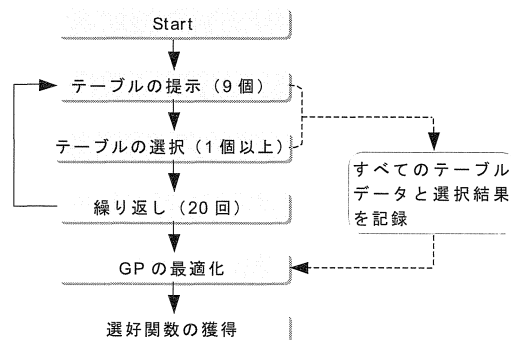 Start
テーブルの提示（9個）
テーブルの選択（1個以上）
すべてのテーブル
データと選択結果
を記録
繰り返し（20回）
GPの最適化
選好関数の獲得